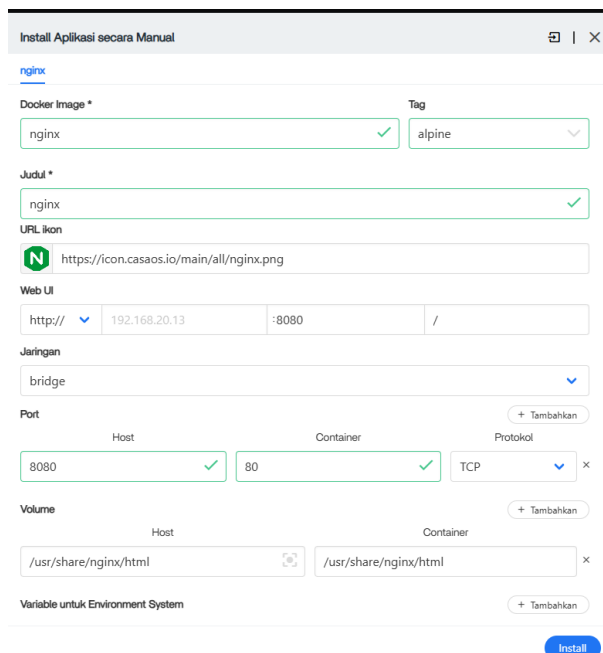 Install Aplikasi secara Manual
nginx
Docker Image * Tag
nginx alpine
Judul *
nginx
URL ikon
N https://icon.casaos.io/main/all/nginx.png
Web UI
http:// 192.168.20.13 :8080 /
Jaringan
bridge
Port + Tambahkan
Host Container Protokol
8080 80 TCP
Volume + Tambahkan
Host Container
/usr/share/nginx/html /usr/share/nginx/html
Variable untuk Environment System + Tambahkan
Install